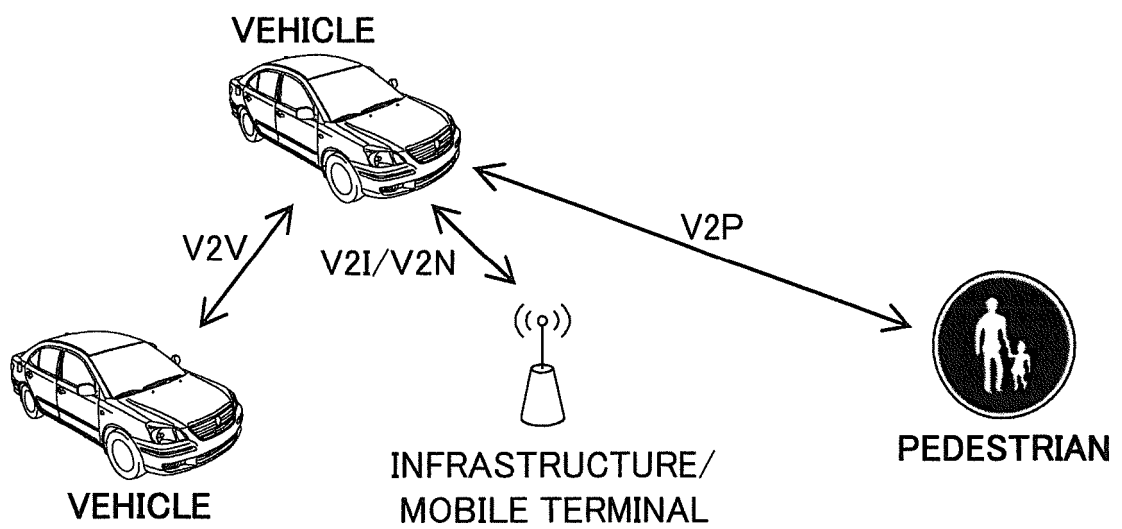 VEHICLE
V2V
V2I/V2N
V2P
VEHICLE
INFRASTRUCTURE/
MOBILE TERMINAL
PEDESTRIAN